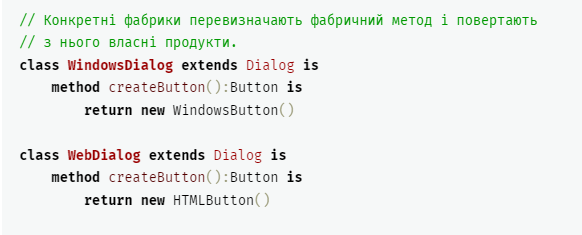 // Конкретні фабрики перевизначають фабричний метод і повертають
// з нього власні продукти.
class WindowsDialog extends Dialog is
    method createButton():Button is
        return new WindowsButton()
class WebDialog extends Dialog is
    method createButton():Button is
        return new HTMLButton()